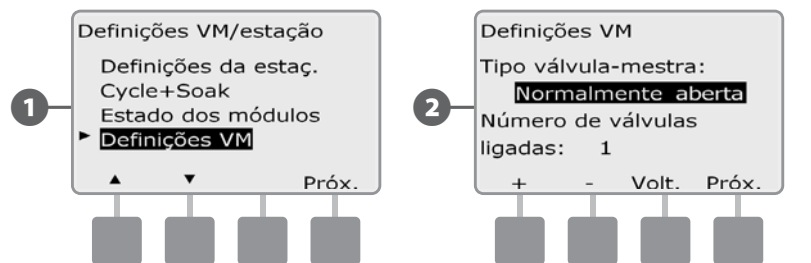 1
Definições VM/estação
Definições da estaç.
Cycle+Soak
Estado dos módulos
► Definições VM
▲ ▼ Próx.
2
Definições VM
Tipo válvula-mestra:
Normalmente aberta
Número de válvulas
ligadas: 1
+ - Volt. Próx.